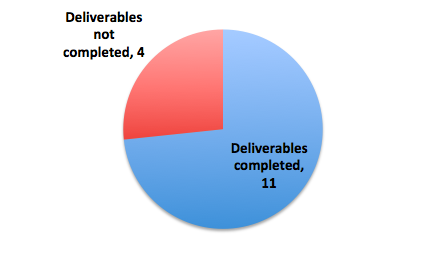 Deliverables
not
completed, 4
Deliverables
completed,
11